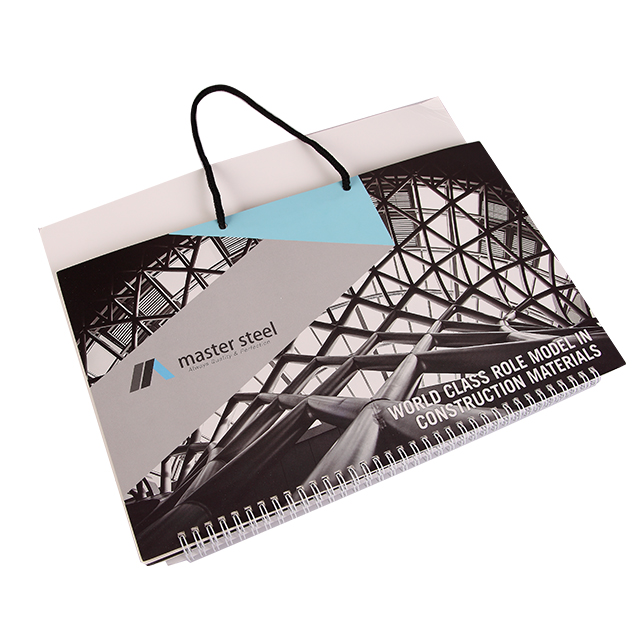 master steel
Always Quality & Perfection
WORLD CLASS ROLE MODEL IN
CONSTRUCTION MATERIALS